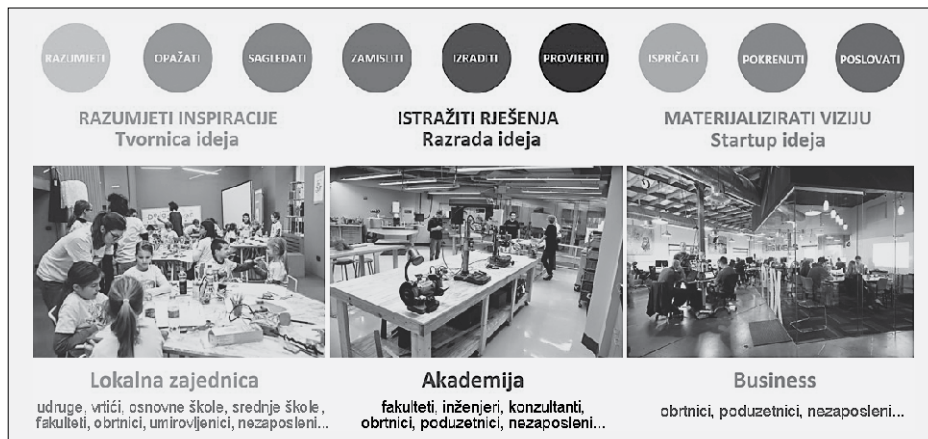 RAZUMJETI
OPAŽATI
SAGLEDATI
ZAMISLITI
IZRADITI
PROVJERITI
ISPRIČATI
POKRENUTI
POSLOVATI
RAZUMJETI INSPIRACIJE
Tvornica ideja
ISTRAŽITI RJEŠENJA
Razrada ideja
MATERIJALIZIRATI VIZIJU
Startup ideja
Lokalna zajednica
udruge, vrtići, osnovne škole, srednje škole,
fakulteti, obrtnici, umirovljenici, nezaposleni...
Akademija
fakulteti, inženjeri, konzultanti,
obrtnici, poduzetnici, nezaposleni...
Business
obrtnici, poduzetnici, nezaposleni...